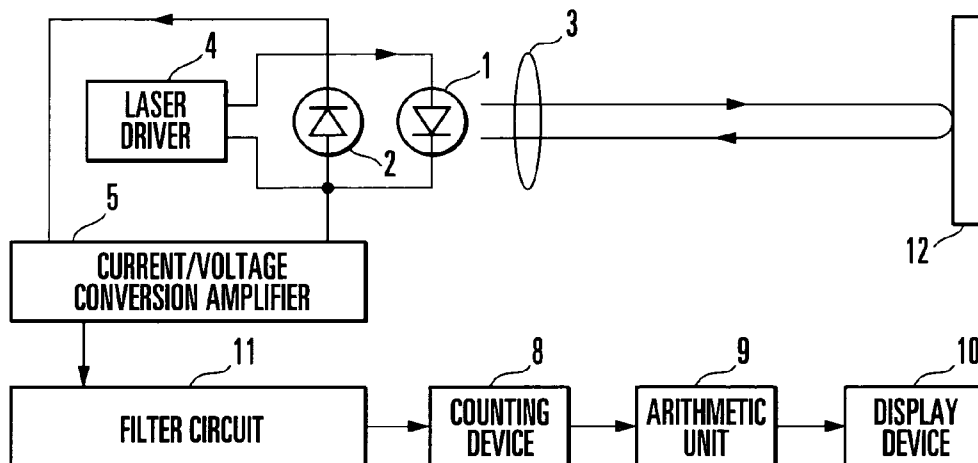 4
3
1
LASER
DRIVER
2
5
12
CURRENT/VOLTAGE
CONVERSION AMPLIFIER
11
8
9
10
FILTER CIRCUIT
COUNTING
DEVICE
ARITHMETIC
UNIT
DISPLAY
DEVICE